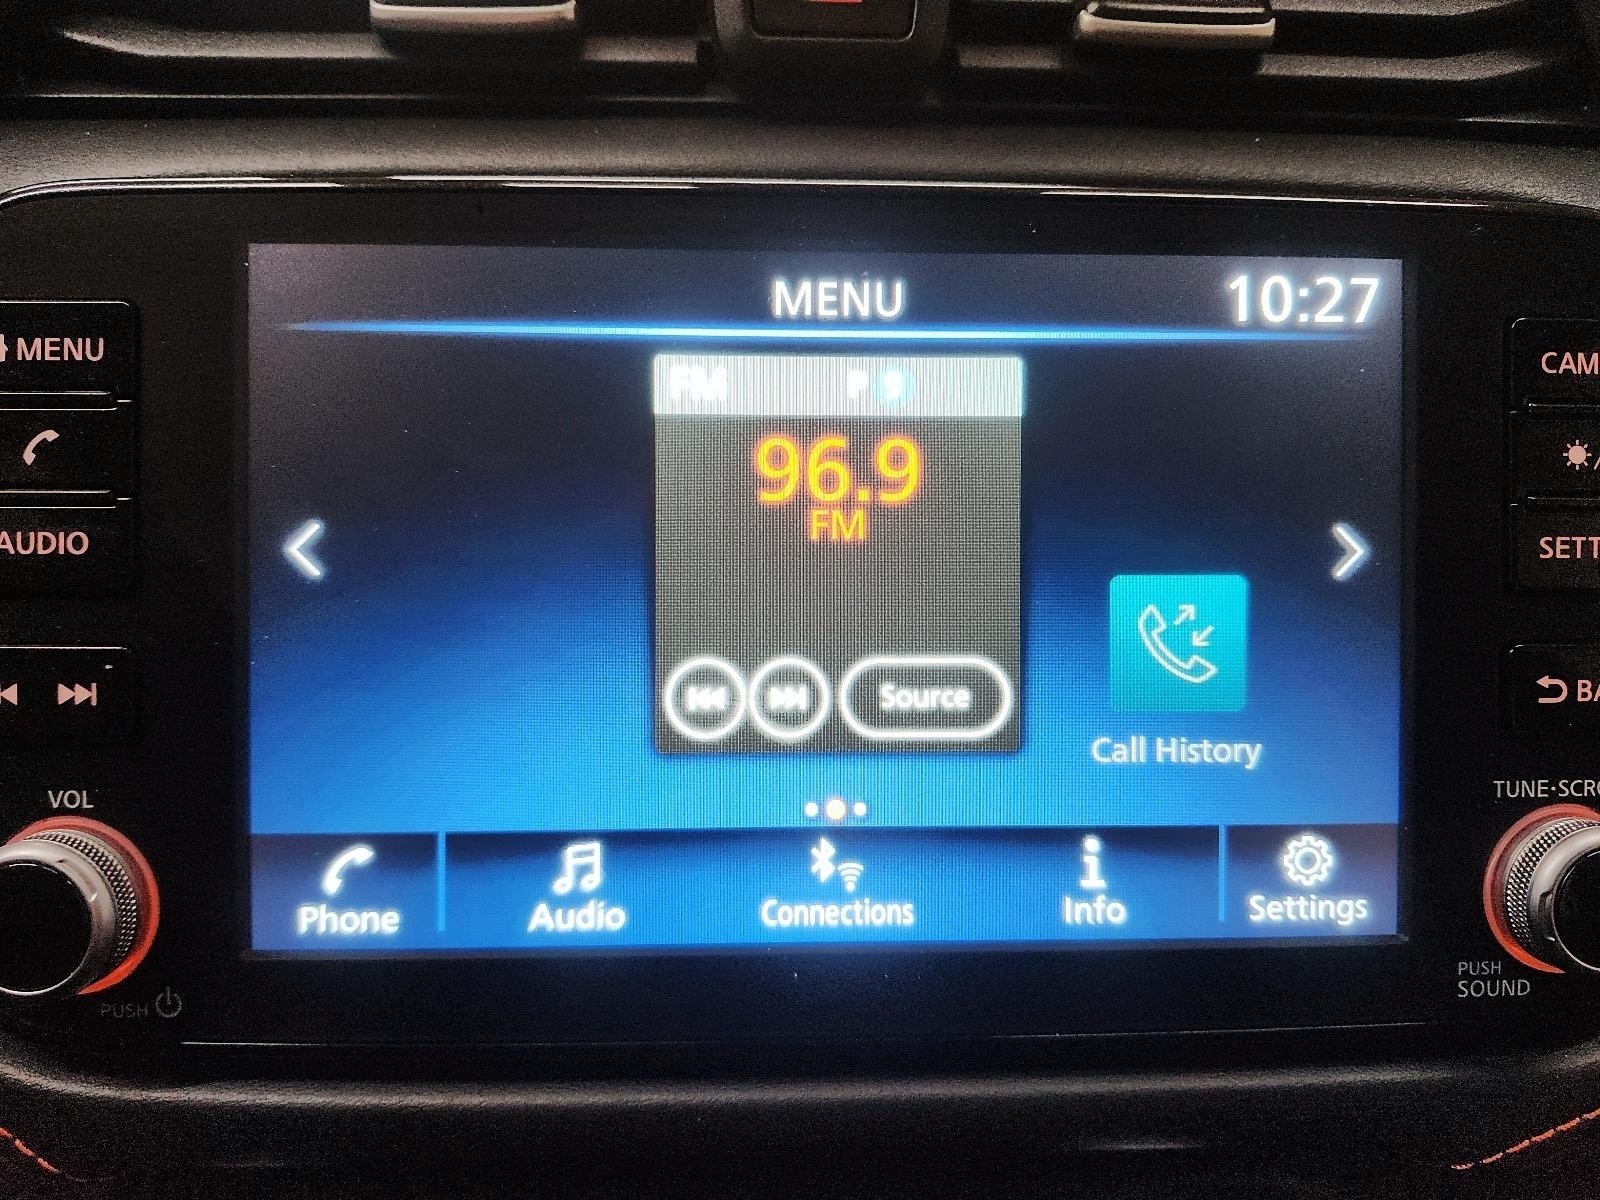 MENU
10:27
MENU
FM
96.9
FM
AUDIO
Source
Call History
VOL
Phone
Audio
Connections
Info
Settings
PUSH
CAM
SETT
BA
TUNE·SCRO
PUSH
SOUND